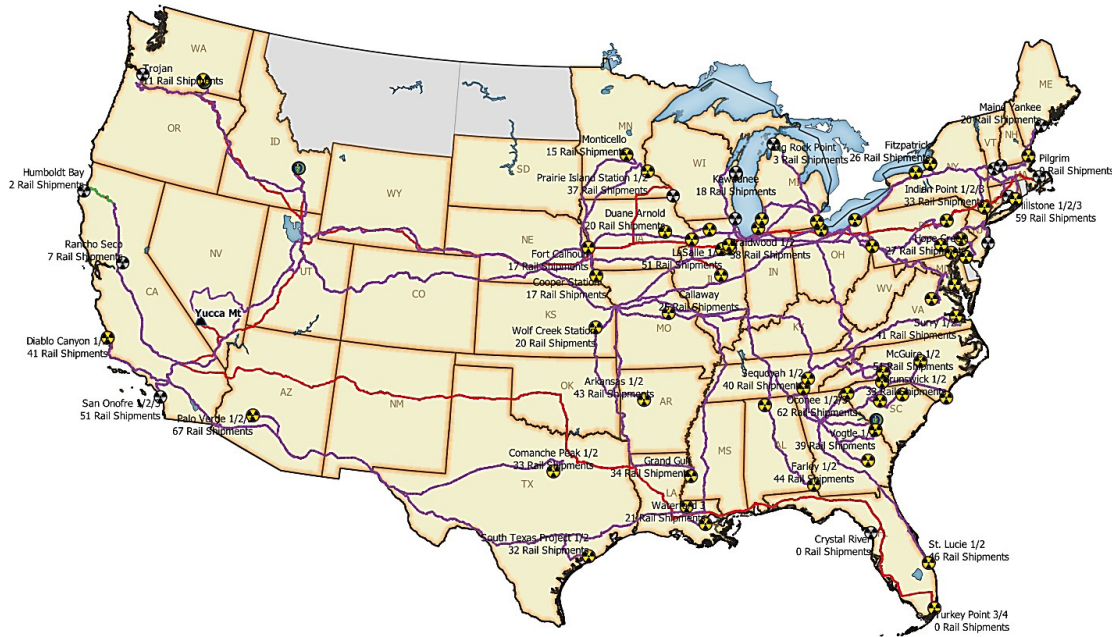 WA
Trojan
11 Rail Shipments
OR
ID
MN
Monticello
15 Rail Shipments
Prairie Island Station 1/2
37 Rail Shipments
SD
WI
Big Rock Point
3 Rail Shipments
MI
Kewaunee
18 Rail Shipments
ME
Maine Yankee
20 Rail Shipments
VT
NH
Fitzpatrick
26 Rail Shipments
NY
Pilgrim
Rail Shipments
Indian Point 1/2/3
33 Rail Shipments
Millstone 1/2/3
59 Rail Shipments
Humboldt Bay
2 Rail Shipments
WY
Duane Arnold
20 Rail Shipments
NE
IA
Fort Calhoun
17 Rail Shipments
Cooper Station
17 Rail Shipments
LaSalle 1/2
51 Rail Shipments
Braidwood 1/2
58 Rail Shipments
IL
IN
OH
Hope Creek
27 Rail Shipments
Rancho Seco
7 Rail Shipments
NV
UT
CA
CO
Yucca Mt
KS
Wolf Creek Station
20 Rail Shipments
Callaway
Rail Shipments
MO
WV
VA
Surry 1/2
41 Rail Shipments
Diablo Canyon 1/
41 Rail Shipments
San Onofre 1/2/3
51 Rail Shipments
Palo Verde 1/2/
67 Rail Shipments
AZ
NM
OK
Arkansas 1/2
43 Rail Shipments
AR
Sequoyah 1/2
40 Rail Shipments
McGuire 1/2
Rail Shipments
Brunswick 1/2
Rail Shipments
Oconee 1/2/3
62 Rail Shipments
SC
Vogtle 1/
39 Rail Shipments
Comanche Peak 1/2
33 Rail Shipments
TX
Grand Gulf
34 Rail Shipments
MS
AL
Farley 1/2
44 Rail Shipments
LA
Waterford 3
21 Rail Shipments
South Texas Project 1/2
32 Rail Shipments
Crystal River
0 Rail Shipments
St. Lucie 1/2
46 Rail Shipments
Turkey Point 3/4
0 Rail Shipments